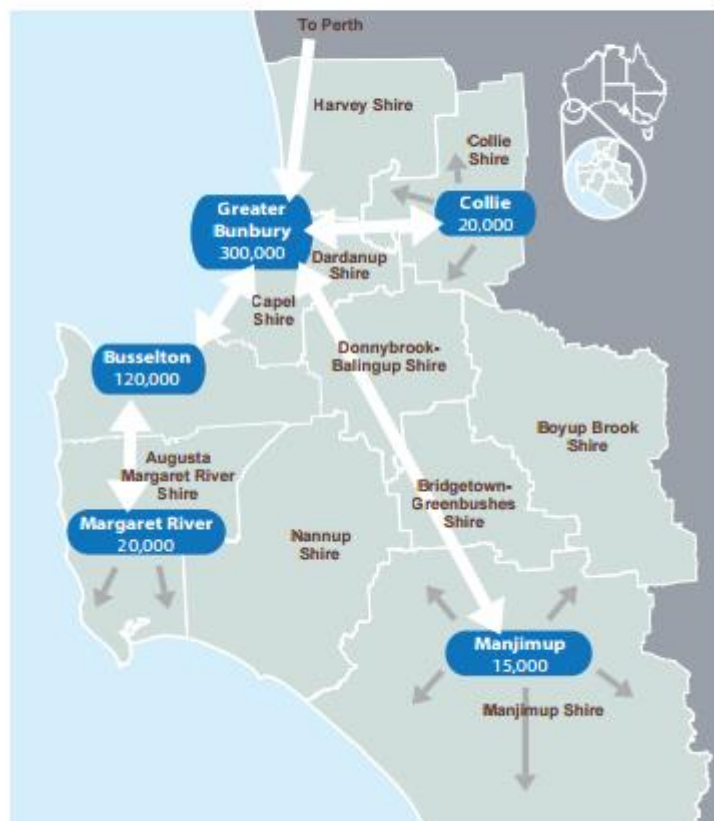 To Perth
Harvey Shire
Collie
Shire
Greater
Bunbury
300,000
Collie
20,000
Dardanup
Shire
Capel
Shire
Donnybrook-
Balingup Shire
Busselton
120,000
Boyup Brook
Shire
Augusta
Margaret River
Shire
Bridgetown-
Greenbushes
Shire
Margaret River
20,000
Nannup
Shire
Manjimup
15,000
Manjimup Shire